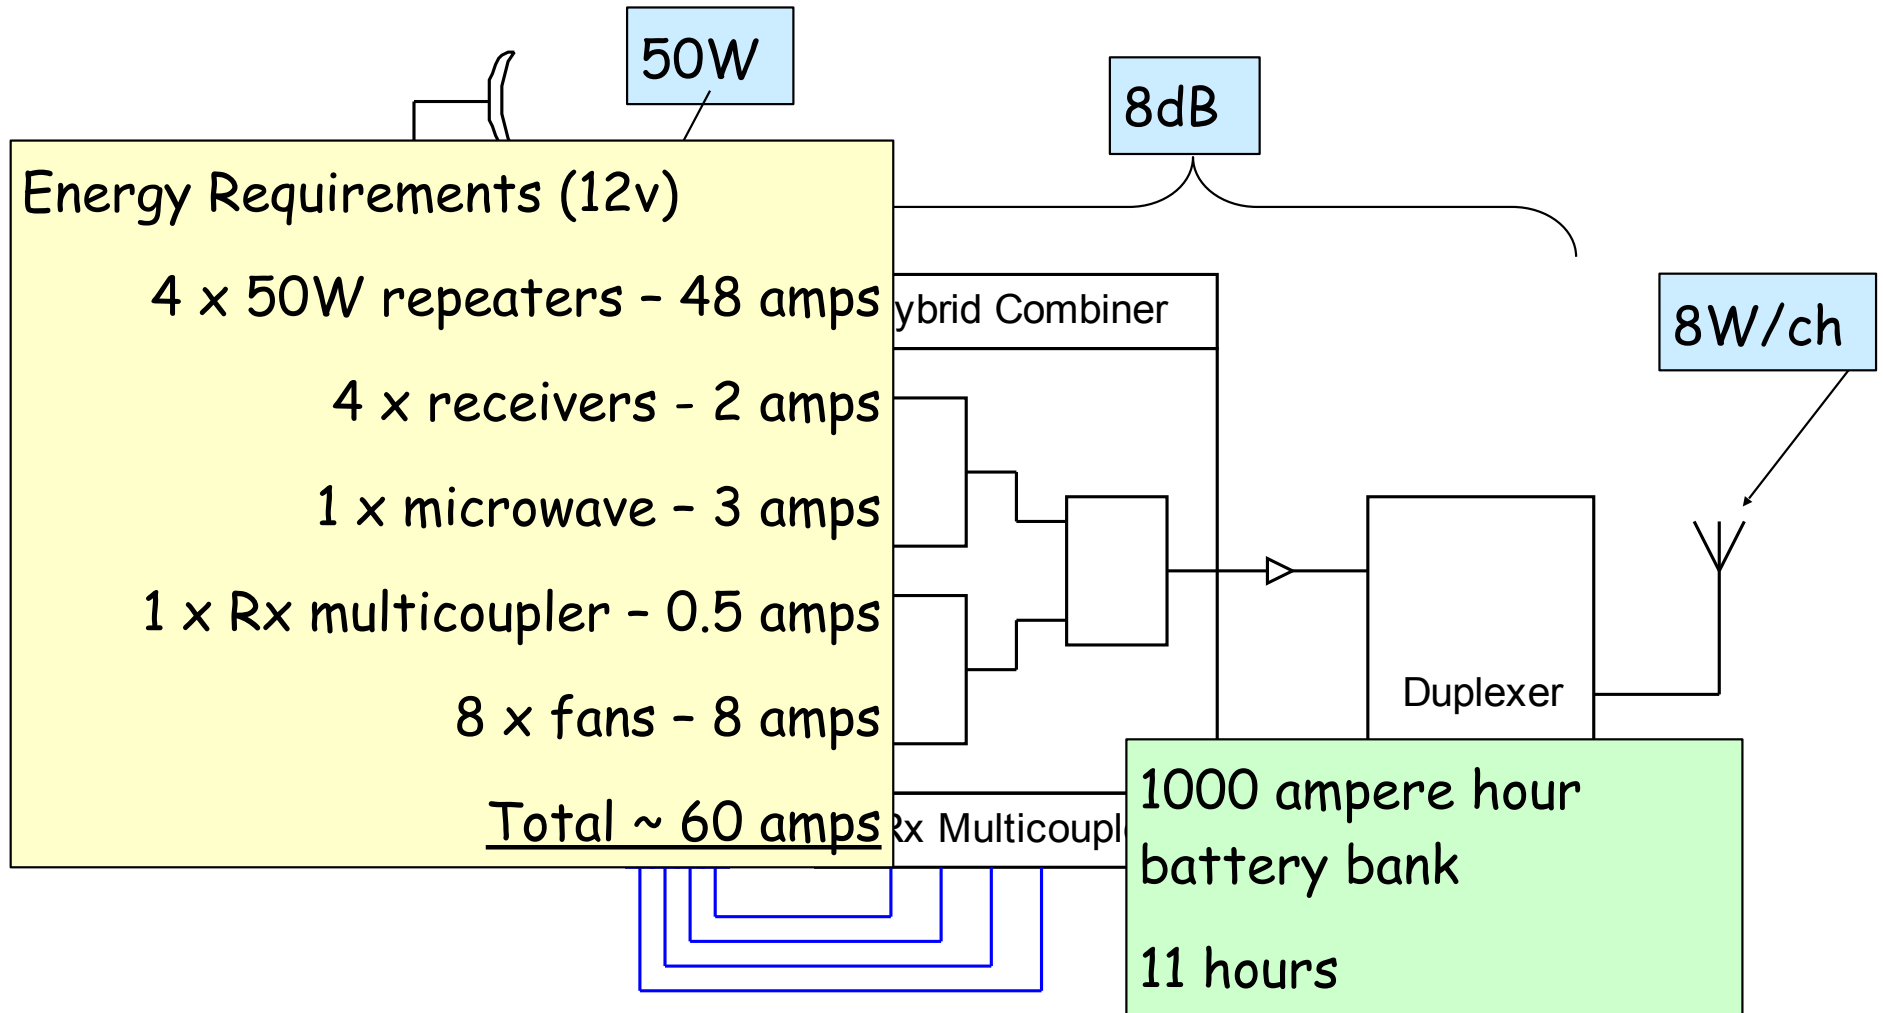 50W
8dB
Energy Requirements (12v)
4 x 50W repeaters – 48 amps
ybrid Combiner
8W/ch
4 x receivers - 2 amps
1 x microwave – 3 amps
1 x Rx multicoupler – 0.5 amps
Duplexer
8 x fans – 8 amps
Total ~ 60 amps
Rx Multicoupl
1000 ampere hour
battery bank
11 hours